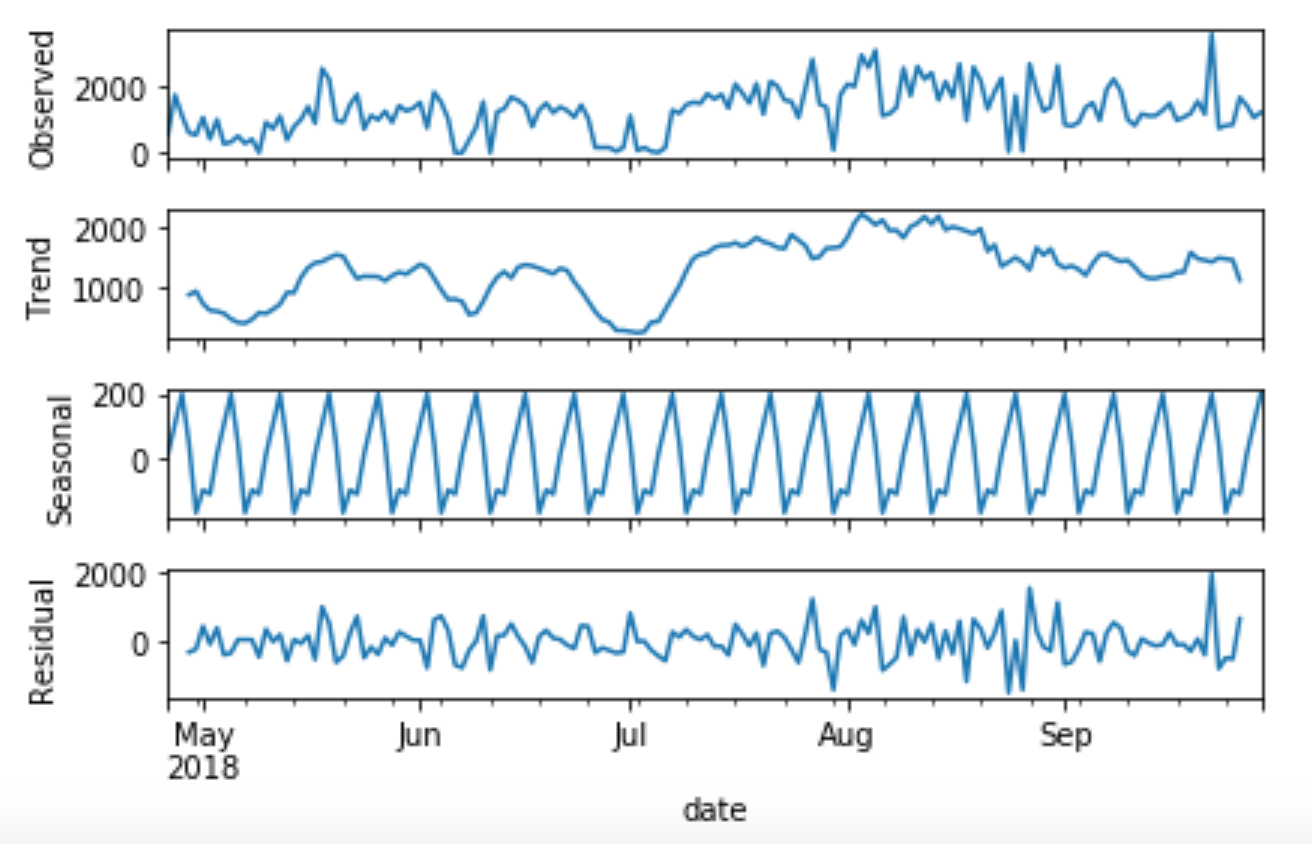 Observed
2000
0
Trend
2000
1000
Seasonal
200
0
Residual
2000
0
May Jun Jul Aug Sep
2018
date